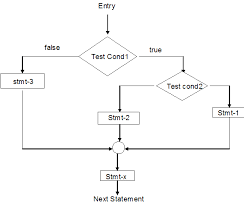 Entry
false
true
Test Cond1
stmt-3
Test cond2
Stmt-2
Stmt-1
Stmt-x
Next Statement